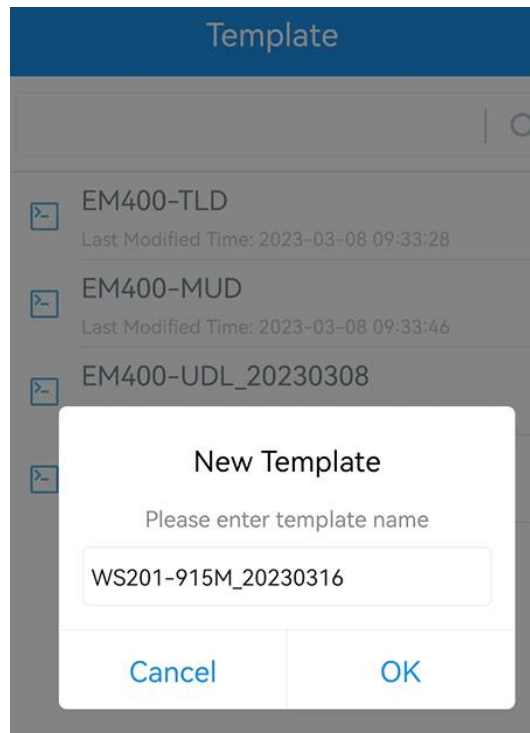 Template
EM400-TLD
Last Modified Time: 2023-03-08 09:33:28
EM400-MUD
Last Modified Time: 2023-03-08 09:33:46
EM400-UDL_20230308
New Template
Please enter template name
WS201-915M_20230316
Cancel
OK